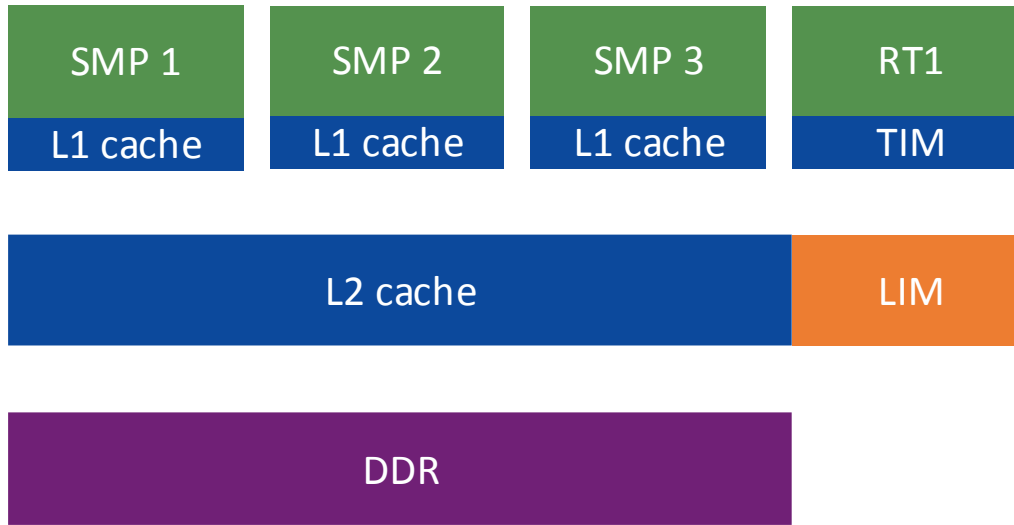 SMP 1
SMP 2
SMP 3
RT1
L1 cache
L1 cache
L1 cache
TIM
L2 cache
LIM
DDR